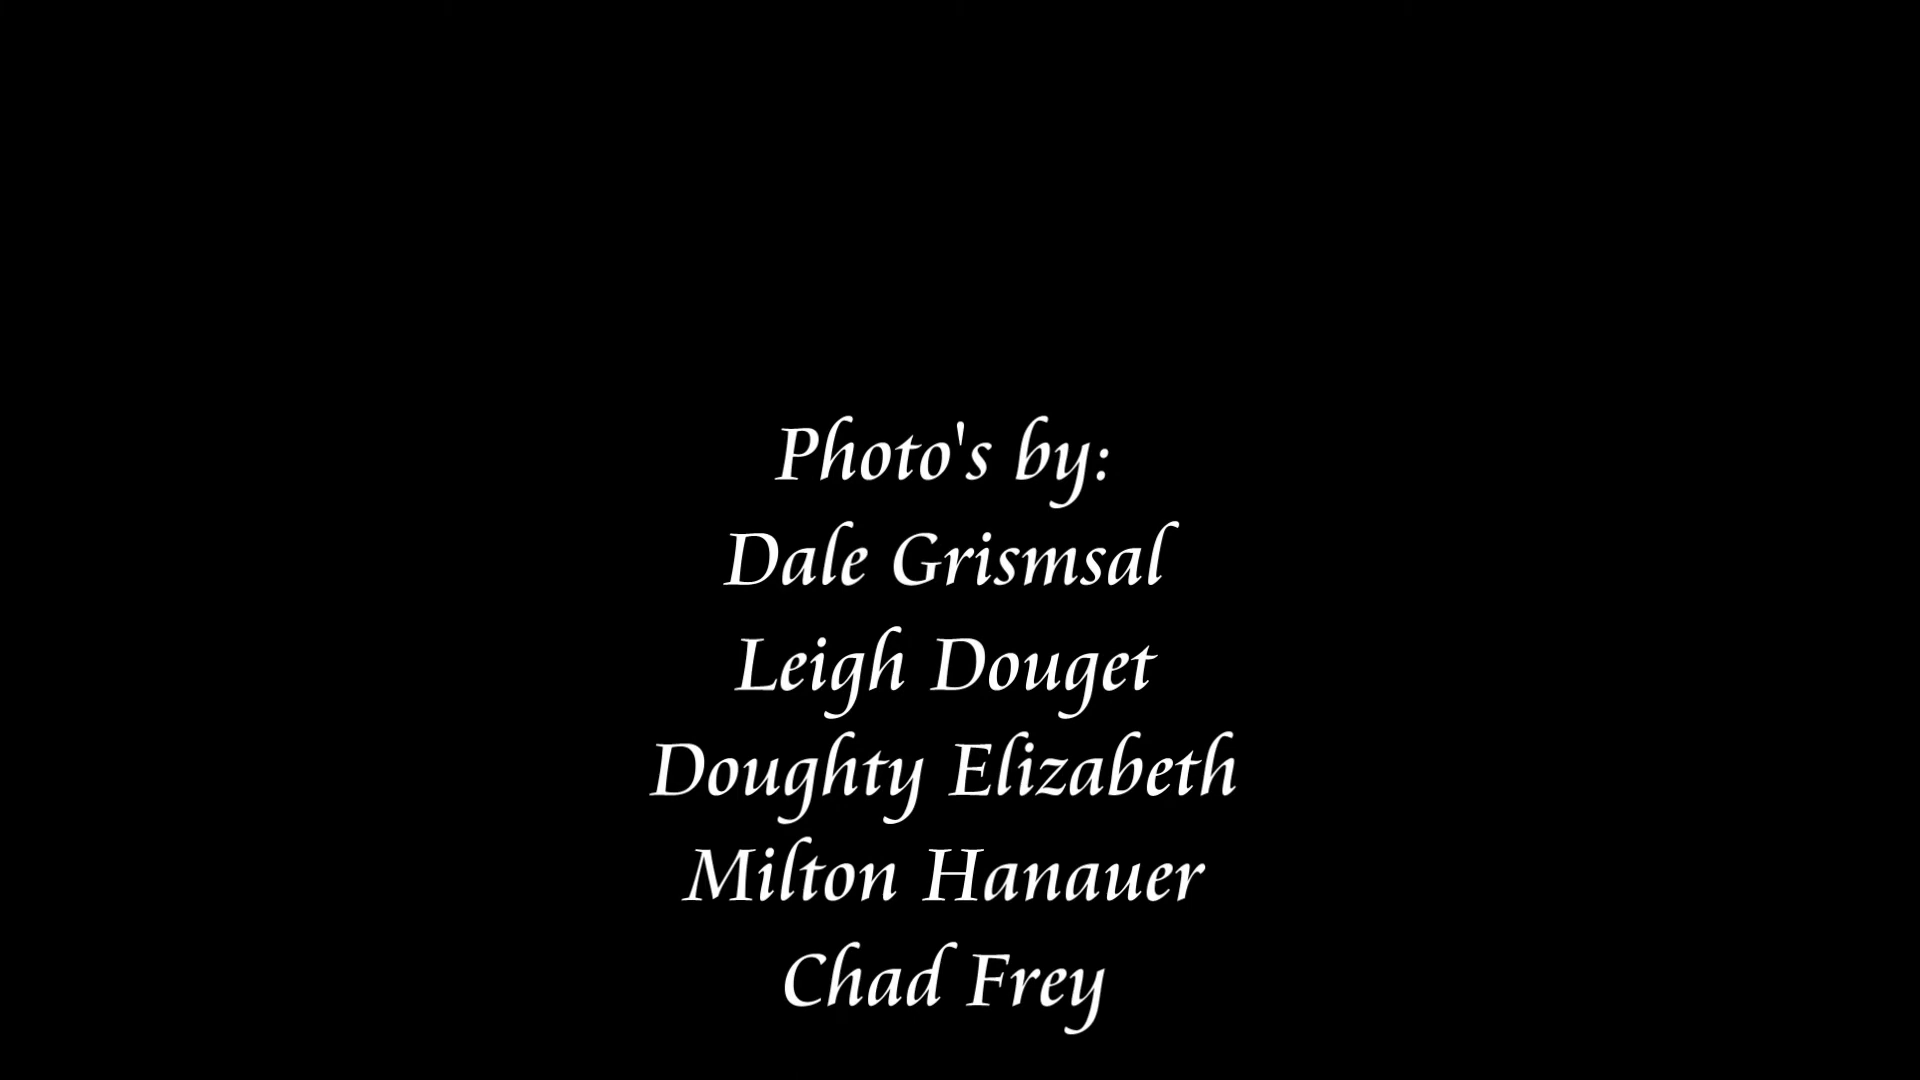 Photo's by:
Dale Grismsal
Leigh Douget
Doughty Elizabeth
Milton Hanauer
Chad Frey